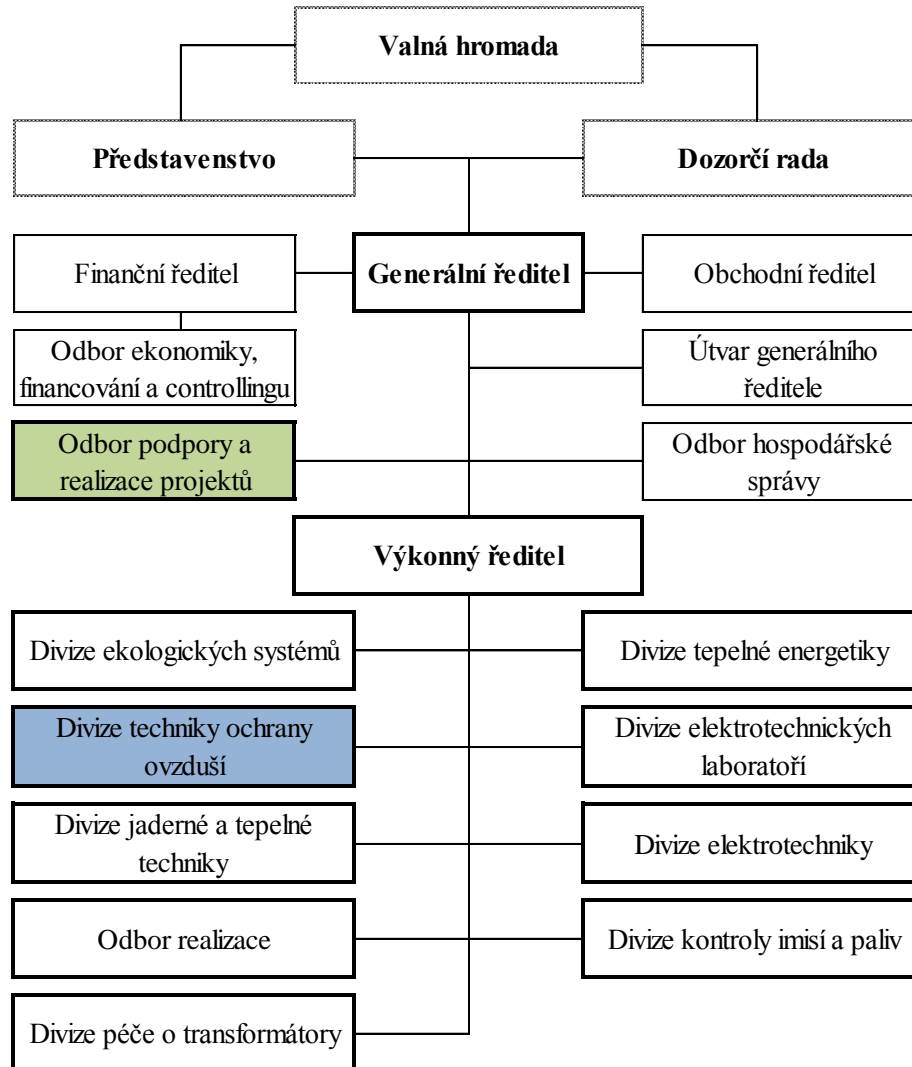 Valná hromada
Představenstvo
Dozorčí rada
Finanční ředitel
Generální ředitel
Obchodní ředitel
Odbor ekonomiky,
financování a controllingu
Útvar generálního
ředitele
Odbor podpory a
realizace projektů
Odbor hospodářské
správy
Výkonný ředitel
Divize ekologických systémů
Divize tepelné energetiky
Divize techniky ochrany
ovzduší
Divize elektrotechnických
laboratoří
Divize jaderné a tepelné
techniky
Divize elektrotechniky
Odbor realizace
Divize kontroly imisí a paliv
Divize péče o transformátory